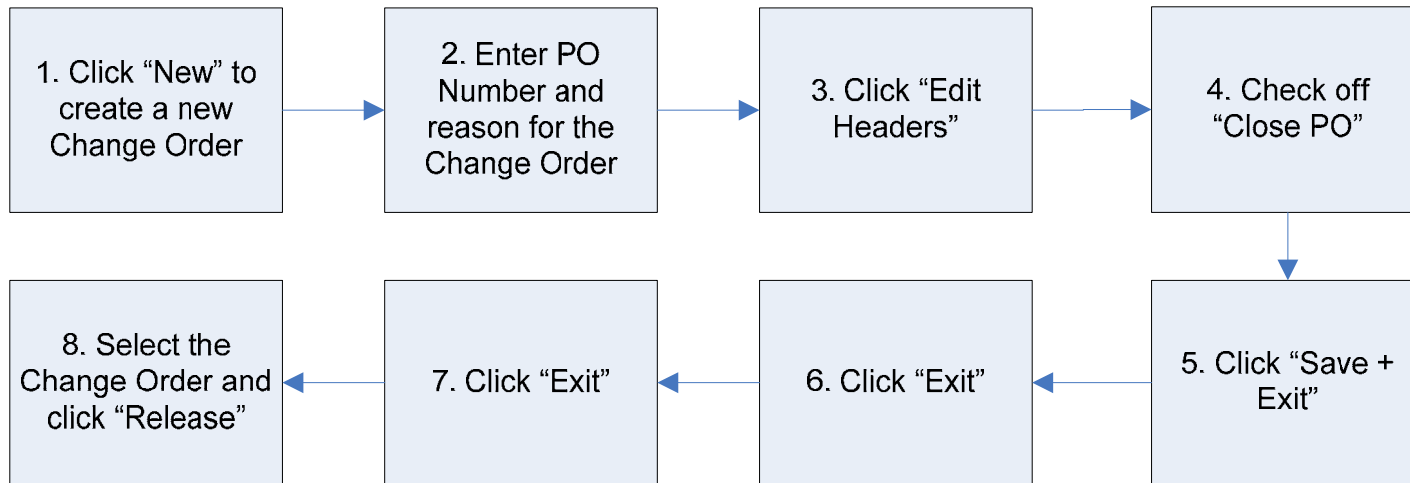 1. Click “New” to
create a new
Change Order
2. Enter PO
Number and
reason for the
Change Order
3. Click “Edit
Headers”
4. Check off
“Close PO”
5. Click “Save +
Exit”
6. Click “Exit”
7. Click “Exit”
8. Select the
Change Order and
click “Release”